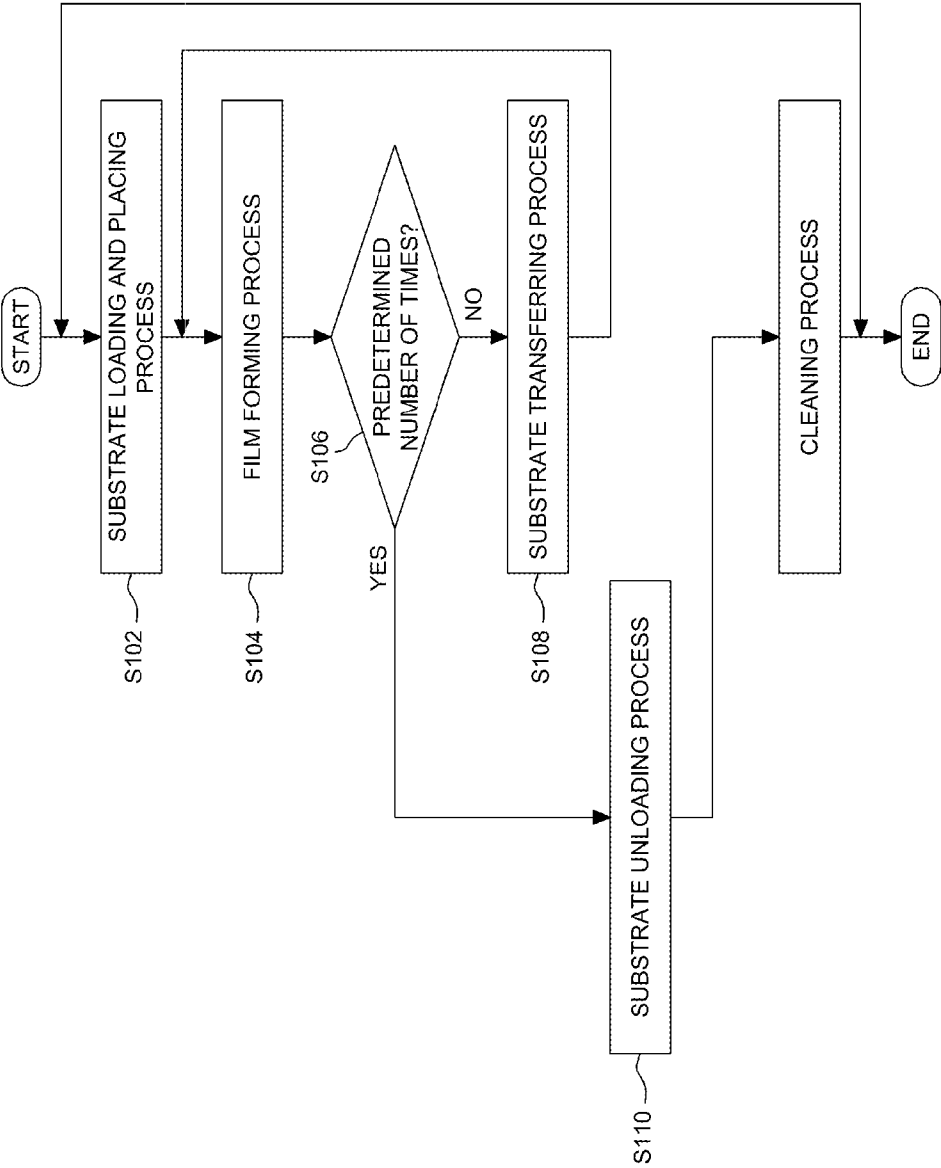 START
SUBSTRATE LOADING AND PLACING
PROCESS
S102
FILM FORMING PROCESS
S104
PREDETERMINED
NUMBER OF TIMES?
S106
YES
NO
SUBSTRATE TRANSFERRING PROCESS
S108
SUBSTRATE UNLOADING PROCESS
S110
CLEANING PROCESS
END